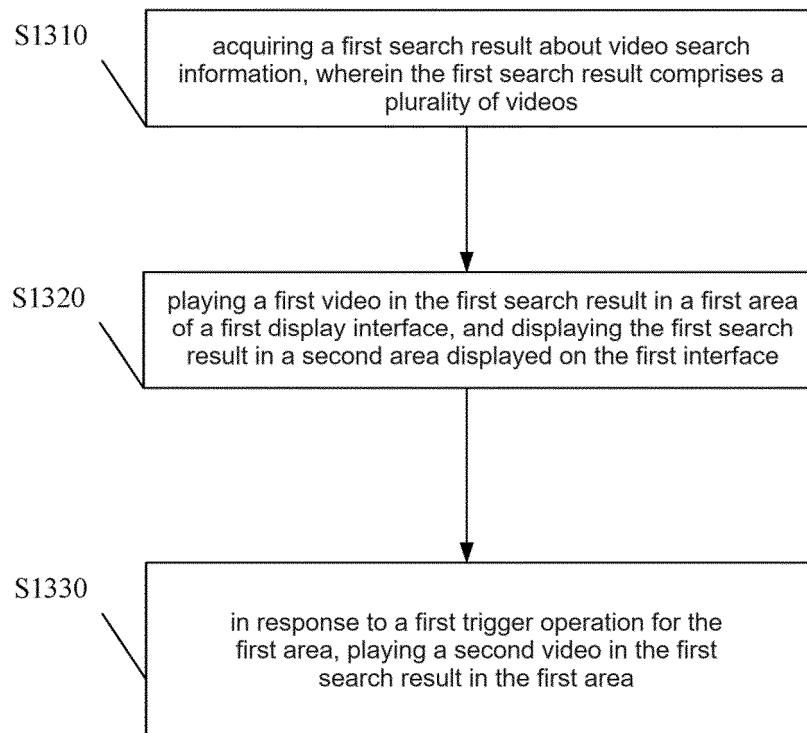 S1310
acquiring a first search result about video search
information, wherein the first search result comprises a
plurality of videos
S1320
playing a first video in the first search result in a first area
of a first display interface, and displaying the first search
result in a second area displayed on the first interface
S1330
in response to a first trigger operation for the
first area, playing a second video in the first
search result in the first area